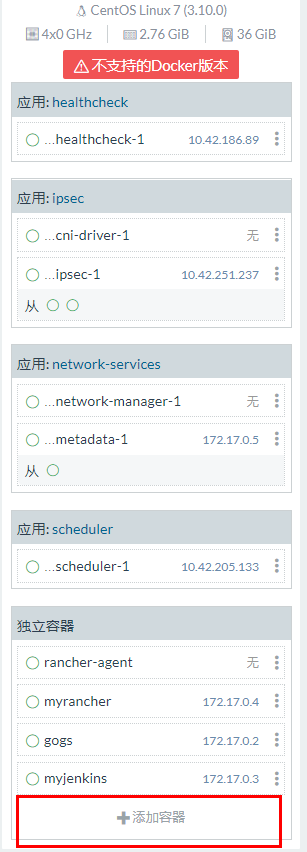 CentOS Linux 7 (3.10.0)
4x0 GHz 2.76 GiB 36 GiB
不支持的Docker版本
应用: healthcheck
...healthcheck-1 10.42.186.89
应用: ipsec
...cni-driver-1 无
...ipsec-1 10.42.251.237
从
应用: network-services
...network-manager-1 无
...metadata-1 172.17.0.5
从
应用: scheduler
...scheduler-1 10.42.205.133
独立容器
rancher-agent 无
myrancher 172.17.0.4
gogs 172.17.0.2
myjenkins 172.17.0.3
添加容器